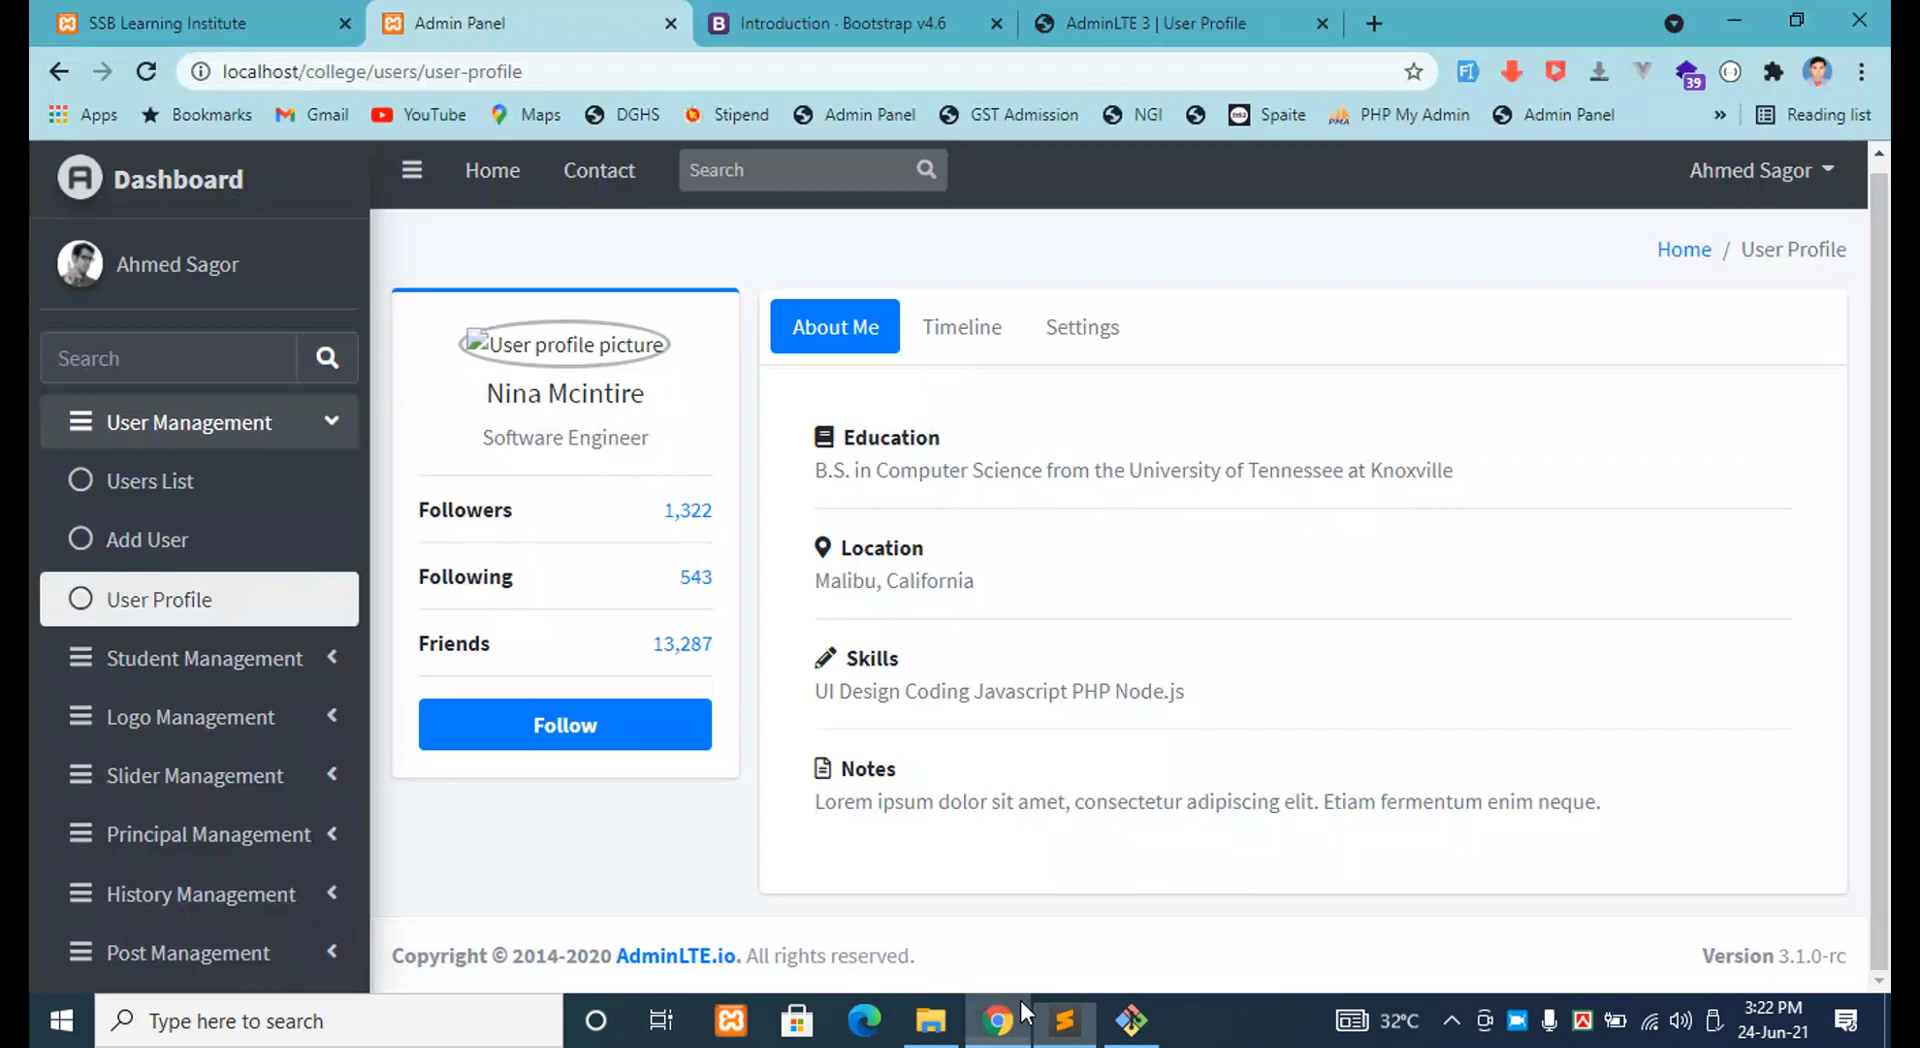 SSB Learning Institute
Admin Panel
Introduction · Bootstrap v4.6
AdminLTE 3 | User Profile
localhost/college/users/user-profile
39
Apps
Bookmarks
Gmail
YouTube
Maps
DGHS
Stipend
Admin Panel
GST Admission
NGI
Spaite
PHP My Admin
Admin Panel
»
Reading list
Dashboard
Home
Contact
Search
Ahmed Sagor
Ahmed Sagor
Home / User Profile
Search
User Management
Users List
Add User
User Profile
Student Management
Logo Management
Slider Management
Principal Management
History Management
Post Management
User profile picture
Nina Mcintire
Software Engineer
Followers 1,322
Following 543
Friends 13,287
Follow
About Me
Timeline
Settings
Education
B.S. in Computer Science from the University of Tennessee at Knoxville
Location
Malibu, California
Skills
UI Design Coding Javascript PHP Node.js
Notes
Lorem ipsum dolor sit amet, consectetur adipiscing elit. Etiam fermentum enim neque.
Copyright © 2014-2020 AdminLTE.io. All rights reserved.
Version 3.1.0-rc
Type here to search
32°C
3:22 PM
24-Jun-21